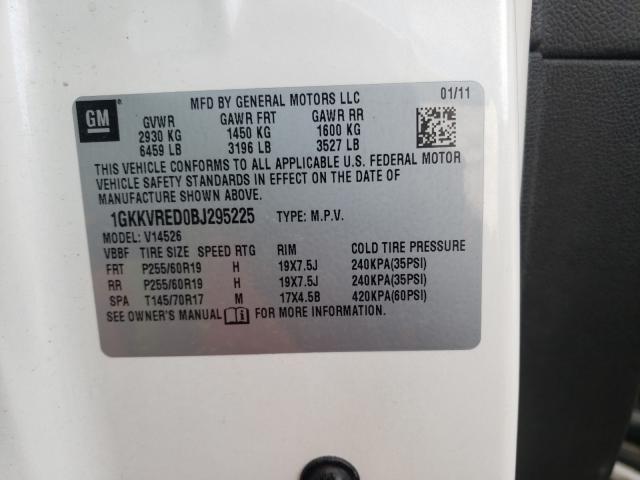 GM
MFD BY GENERAL MOTORS LLC 01/11
GVWR GAWR FRT GAWR RR
2930 KG 1450 KG 1600 KG
6459 LB 3196 LB 3527 LB
THIS VEHICLE CONFORMS TO ALL APPLICABLE U.S. FEDERAL MOTOR
VEHICLE SAFETY STANDARDS IN EFFECT ON THE DATE OF
MANUFACTURE SHOWN ABOVE.
1GKKVRED0BJ295225 TYPE: M.P.V.
MODEL: V14526
VBBF TIRE SIZE SPEED RTG RIM COLD TIRE PRESSURE
FRT P255/60R19 H 19X7.5J 240KPA(35PSI)
RR P255/60R19 H 19X7.5J 240KPA(35PSI)
SPA T145/70R17 M 17X4.5B 420KPA(60PSI)
SEE OWNER'S MANUAL FOR MORE INFORMATION.